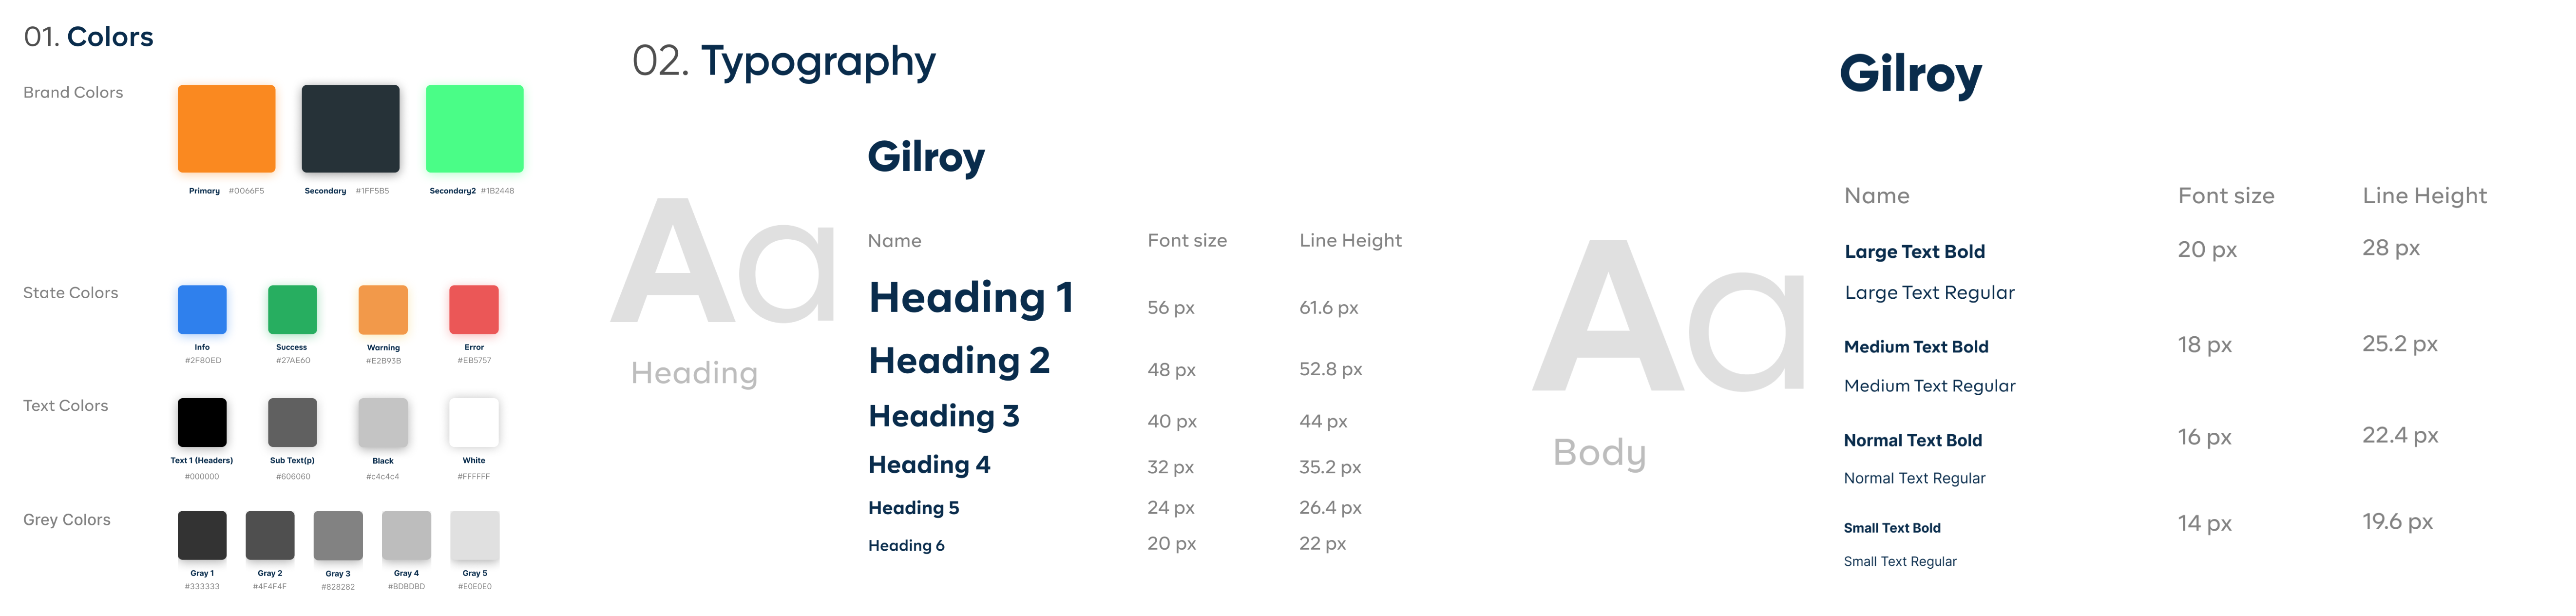 01. Colors
Brand Colors
Primary #0066F5
Secondary #1FF5B5
Secondary2 #1B2448
State Colors
Info
#2F80ED
Success
#27AE60
Warning
#E2B93B
Error
#EB5757
Text Colors
Text 1 (Headers)
#000000
Sub Text(p)
#606060
Black
#c4c4c4
White
#FFFFFF
Grey Colors
Gray 1
#333333
Gray 2
#4F4F4F
Gray 3
#828282
Gray 4
#BDBDBD
Gray 5
#E0E0E0
02. Typography
Aa
Heading
Gilroy
Name Font size Line Height
Heading 1 56 px 61.6 px
Heading 2 48 px 52.8 px
Heading 3 40 px 44 px
Heading 4 32 px 35.2 px
Heading 5 24 px 26.4 px
Heading 6 20 px 22 px
Aa
Body
Gilroy
Name Font size Line Height
Large Text Bold 20 px 28 px
Large Text Regular
Medium Text Bold 18 px 25.2 px
Medium Text Regular
Normal Text Bold 16 px 22.4 px
Normal Text Regular
Small Text Bold 14 px 19.6 px
Small Text Regular